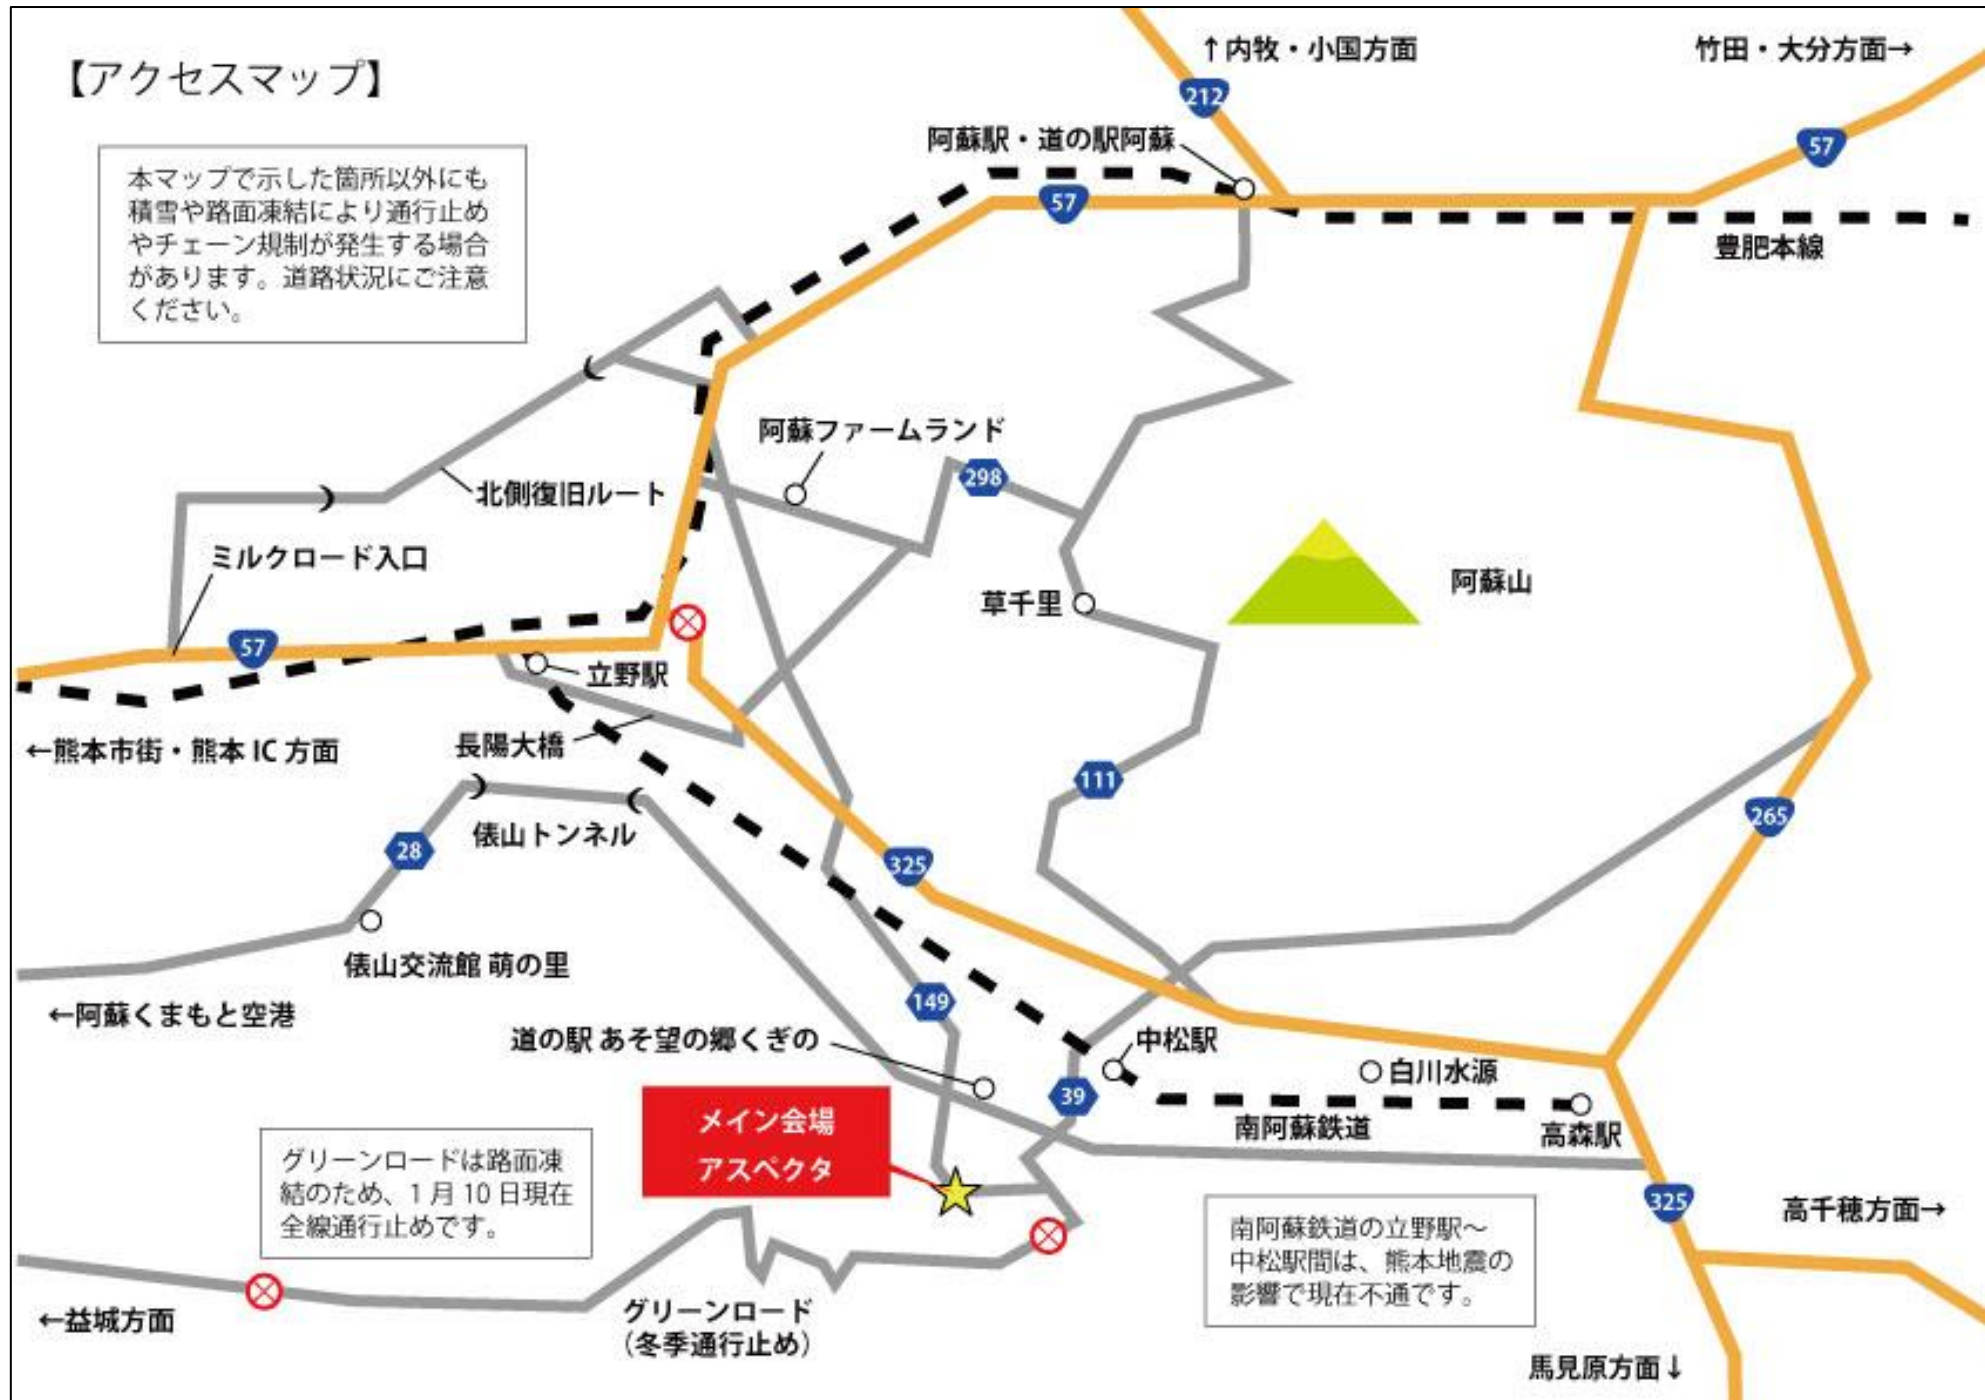 【アクセスマップ】
↑内牧・小国方面
竹田・大分方面→
212
57
阿蘇駅・道の駅阿蘇
57
豊肥本線
本マップで示した箇所以外にも
積雪や路面凍結により通行止め
やチェーン規制が発生する場合
があります。道路状況にご注意
ください。
阿蘇ファームランド
298
北側復旧ルート
ミルクロード入口
57
草千里
阿蘇山
立野駅
←熊本市街・熊本 IC 方面
長陽大橋
111
265
28
俵山トンネル
325
俵山交流館 萌の里
←阿蘇くまもと空港
149
道の駅 あそ望の郷くぎの
中松駅
白川水源
39
南阿蘇鉄道
高森駅
メイン会場
アスペクタ
グリーンロードは路面凍
結のため、1 月 10 日現在
全線通行止めです。
325
高千穂方面→
南阿蘇鉄道の立野駅～
中松駅間は、熊本地震の
影響で現在不通です。
←益城方面
グリーンロード
（冬季通行止め）
馬見原方面↓